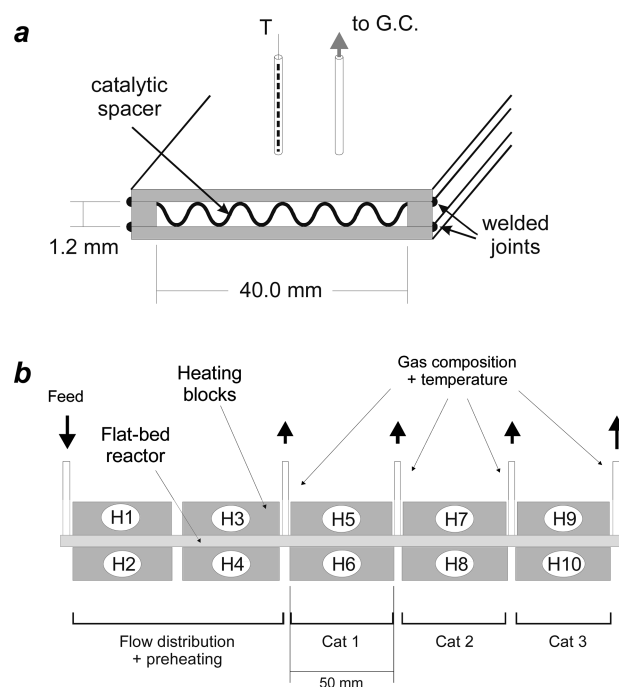 a
T
to G.C.
catalytic
spacer
1.2 mm
welded
joints
40.0 mm
b
Feed
Heating
blocks
Gas composition
+ temperature
Flat-bed
reactor
H1
H3
H5
H7
H9
H2
H4
H6
H8
H10
Flow distribution
+ preheating
Cat 1
Cat 2
Cat 3
50 mm